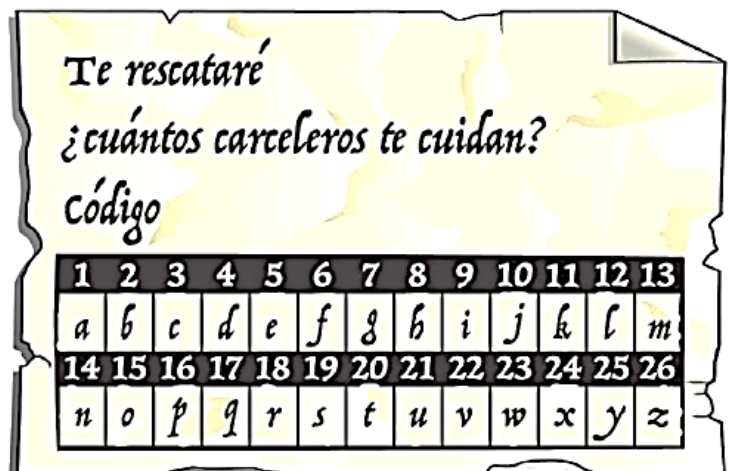 Te rescataré
¿cuántos carceleros te cuidan?
Código
1 2 3 4 5 6 7 8 9 10 11 12 13
a b c d e f g h i j k l m
14 15 16 17 18 19 20 21 22 23 24 25 26
n o p q r s t u v w x y z